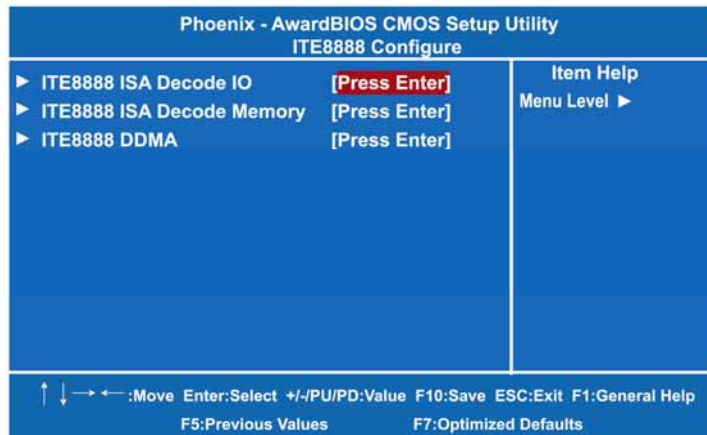 Phoenix - AwardBIOS CMOS Setup Utility
ITE8888 Configure
► ITE8888 ISA Decode IO [Press Enter]
► ITE8888 ISA Decode Memory [Press Enter]
► ITE8888 DDMA [Press Enter]
Item Help
Menu Level ►
↑ ↓ → ← :Move Enter:Select +/-/PU/PD:Value F10:Save ESC:Exit F1:General Help
F5:Previous Values F7:Optimized Defaults